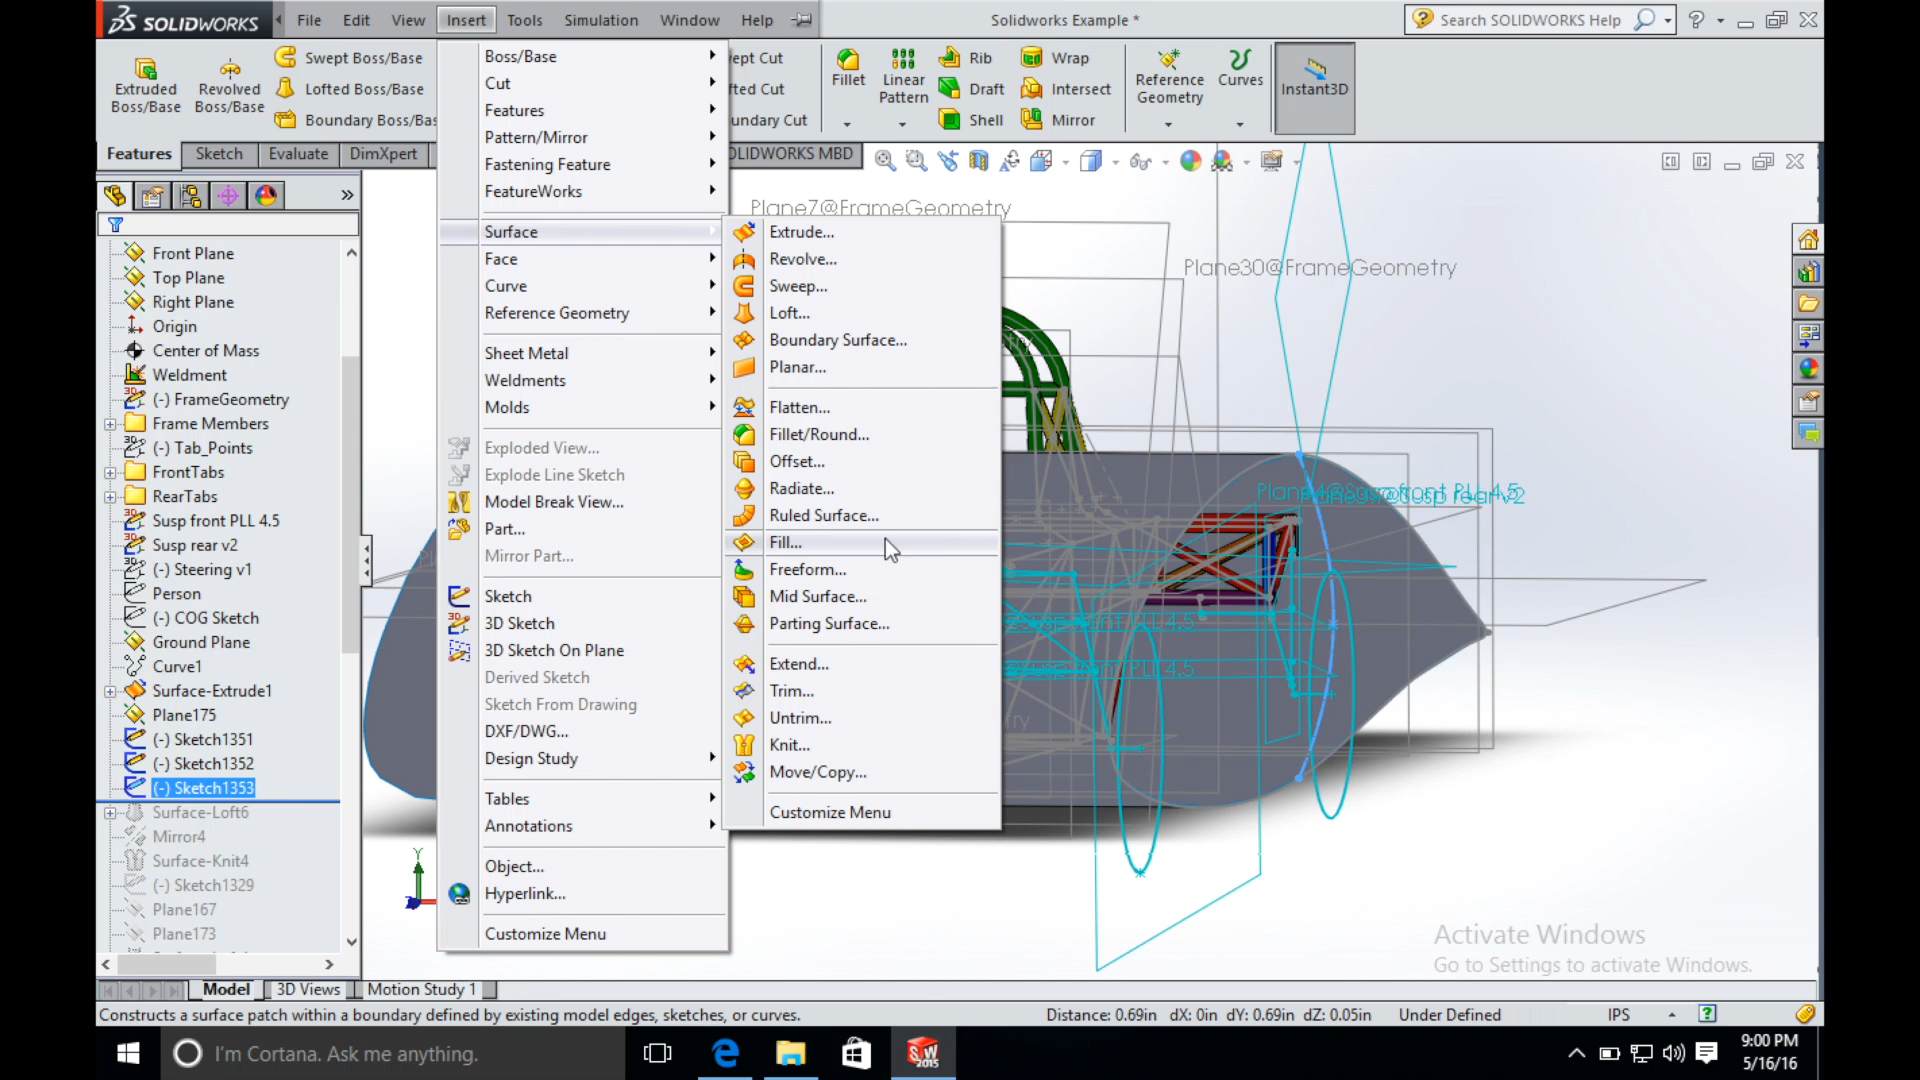 SOLIDWORKS
File Edit View Insert Tools Simulation Window Help
Solidworks Example *
Search SOLIDWORKS Help
Extruded Boss/Base
Revolved Boss/Base
Swept Boss/Base
Lofted Boss/Base
Boundary Boss/Bas
ept Cut
fted Cut
undary Cut
Fillet
Linear Pattern
Rib
Draft
Shell
Wrap
Intersect
Mirror
Reference Geometry
Curves
Instant3D
Features Sketch Evaluate DimXpert
OLIDWORKS MBD
Front Plane
Top Plane
Right Plane
Origin
Center of Mass
Weldment
(-) FrameGeometry
Frame Members
(-) Tab_Points
FrontTabs
RearTabs
Susp front PLL 4.5
Susp rear v2
(-) Steering v1
Person
(-) COG Sketch
Ground Plane
Curve1
Surface-Extrude1
Plane175
(-) Sketch1351
(-) Sketch1352
(-) Sketch1353
Surface-Loft6
Mirror4
Surface-Knit4
(-) Sketch1329
Plane167
Plane173
Boss/Base
Cut
Features
Pattern/Mirror
Fastening Feature
FeatureWorks
Surface
Face
Curve
Reference Geometry
Sheet Metal
Weldments
Molds
Exploded View...
Explode Line Sketch
Model Break View...
Part...
Mirror Part...
Sketch
3D Sketch
3D Sketch On Plane
Derived Sketch
Sketch From Drawing
DXF/DWG...
Design Study
Tables
Annotations
Object...
Hyperlink...
Customize Menu
Extrude...
Revolve...
Sweep...
Loft...
Boundary Surface...
Planar...
Flatten...
Fillet/Round...
Offset...
Radiate...
Ruled Surface...
Fill...
Freeform...
Mid Surface...
Parting Surface...
Extend...
Trim...
Untrim...
Knit...
Move/Copy...
Customize Menu
Plane7@FrameGeometry
Plane30@FrameGeometry
Y
Activate Windows
Go to Settings to activate Windows.
Model 3D Views Motion Study 1
Constructs a surface patch within a boundary defined by existing model edges, sketches, or curves.
Distance: 0.69in dX: 0in dY: 0.69in dZ: 0.05in Under Defined IPS
I'm Cortana. Ask me anything.
SW 2015
9:00 PM
5/16/16